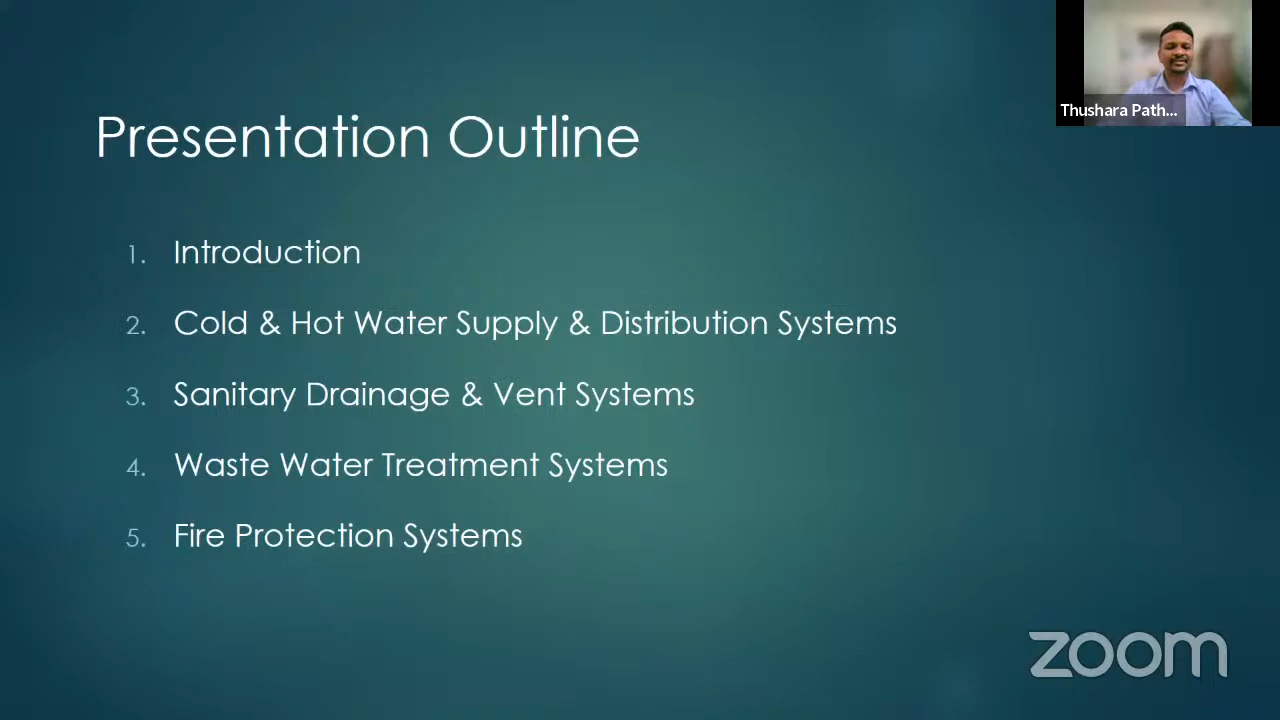 Thushara Path...
Presentation Outline
1. Introduction
2. Cold & Hot Water Supply & Distribution Systems
3. Sanitary Drainage & Vent Systems
4. Waste Water Treatment Systems
5. Fire Protection Systems
zoom